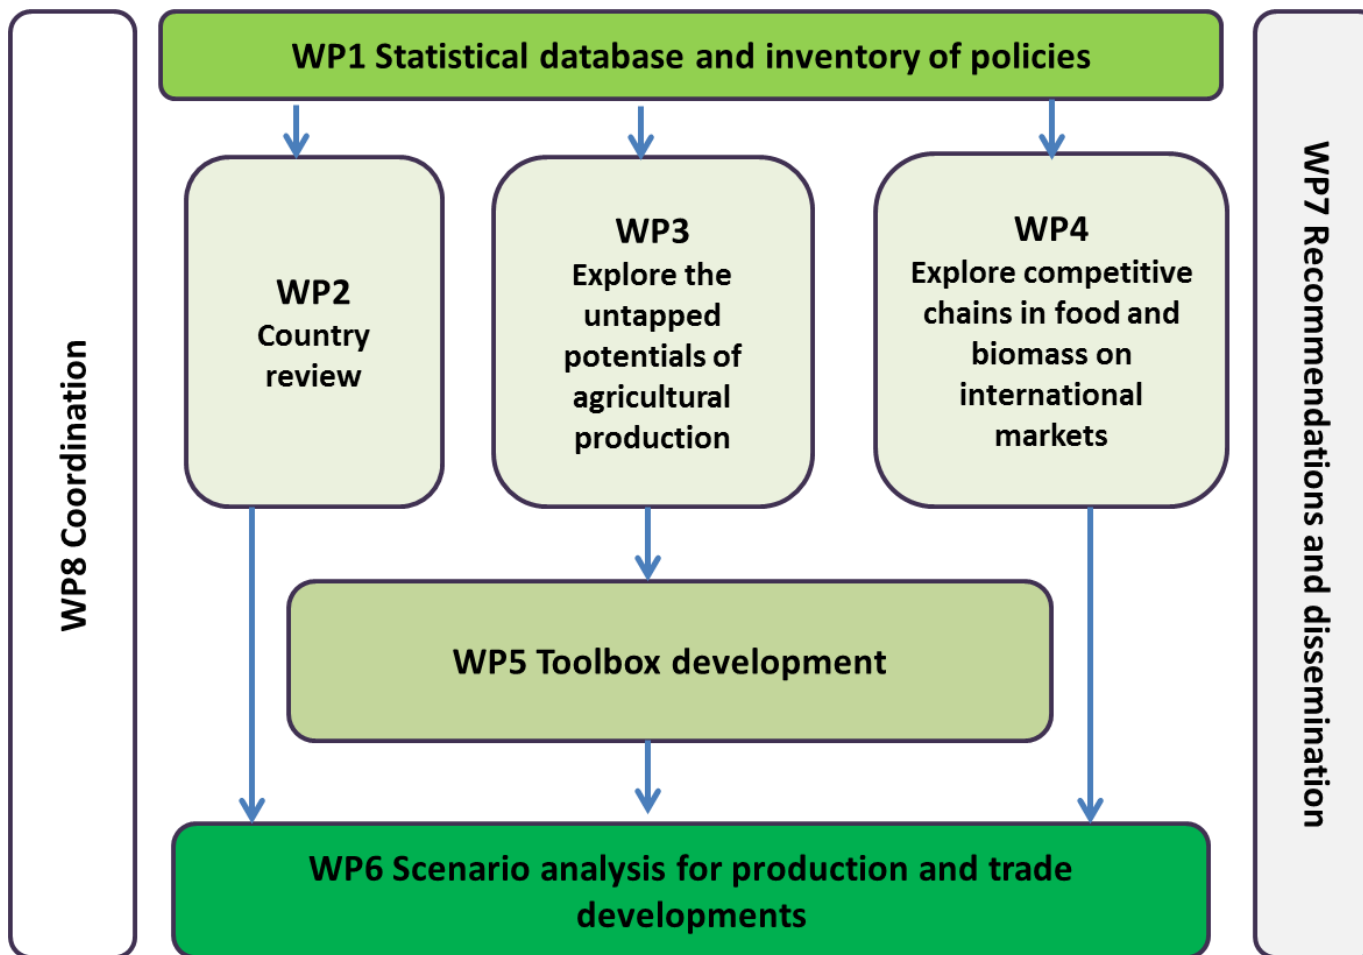 WP1 Statistical database and inventory of policies
WP8 Coordination
WP2
Country
review
WP3
Explore the
untapped
potentials of
agricultural
production
WP4
Explore competitive
chains in food and
biomass on
international
markets
WP7 Recommendations and dissemination
WP5 Toolbox development
WP6 Scenario analysis for production and trade
developments